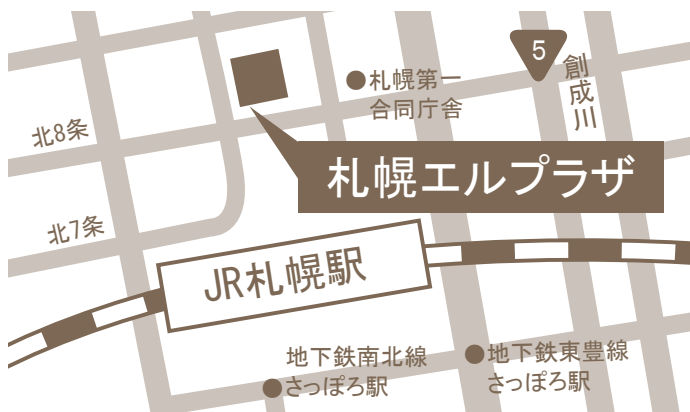 5
創成川
札幌第一
合同庁舎
北8条
札幌エルプラザ
北7条
JR札幌駅
地下鉄南北線
さっぽろ駅
地下鉄東豊線
さっぽろ駅